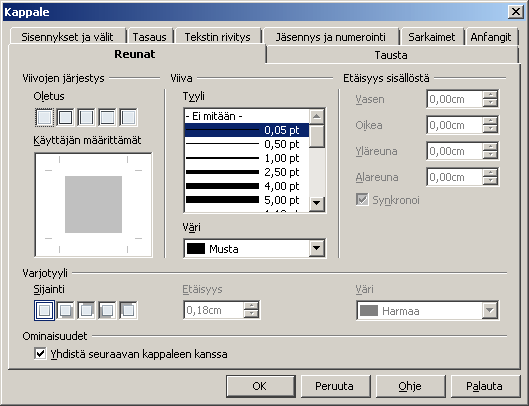 Kappale
Sisennykset ja välit
Tasaus
Tekstin rivitys
Jäsennys ja numerointi
Sarkaimet
Anfangit
Reunat
Tausta
Viivojen järjestys
Oletus
Käyttäjän määrittämät
Viiva
Tyyli
- Ei mitään -
0,05 pt
0,50 pt
1,00 pt
2,50 pt
4,00 pt
5,00 pt
Väri
Musta
Etäisyys sisällöstä
Vasen
0,00cm
Oikea
0,00cm
Yläreuna
0,00cm
Alareuna
0,00cm
Synkronoi
Varjotyyli
Sijainti
Etäisyys
0,18cm
Väri
Harmaa
Ominaisuudet
Yhdistä seuraavan kappaleen kanssa
OK
Peruuta
Ohje
Palauta